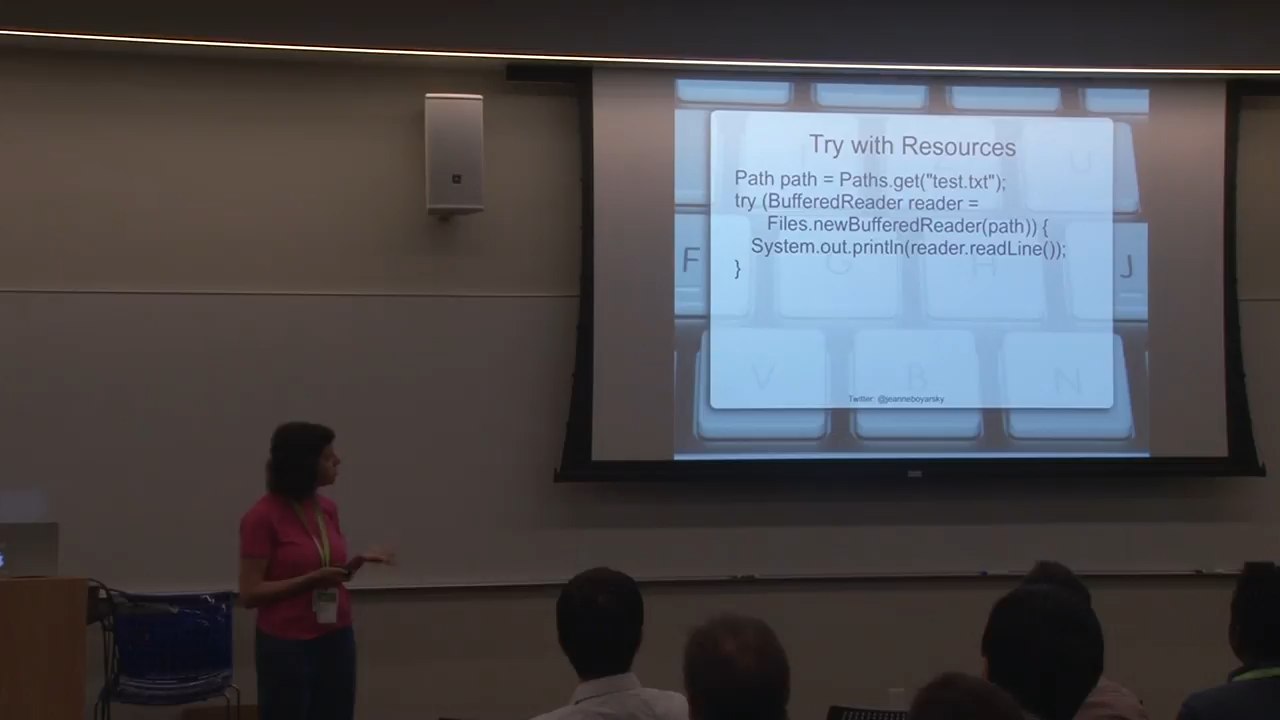 Try with Resources
Path path = Paths.get("test.txt");
try (BufferedReader reader =
Files.newBufferedReader(path)) {
System.out.println(reader.readLine());
}
F
G
H
J
U
V
B
N
Twitter: @jeanneboyarsky